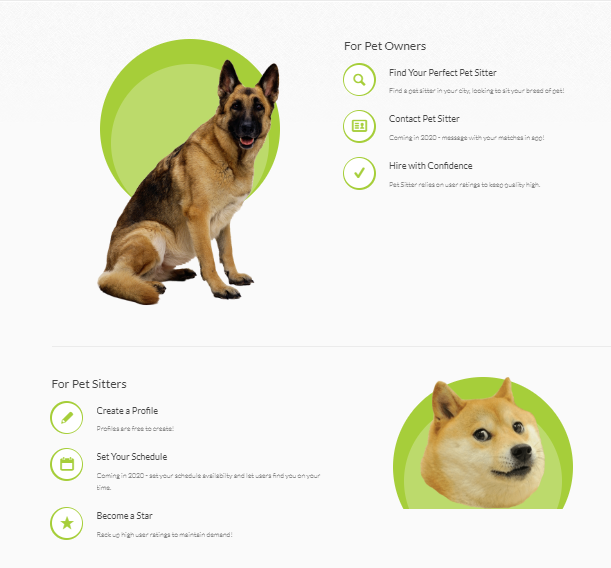 For Pet Owners
Find Your Perfect Pet Sitter
Find a pet sitter in your city, looking to sit your breed of pet!
Contact Pet Sitter
Coming in 2020 - message with your matches in app!
Hire with Confidence
Pet Sitter relies on user ratings to keep quality high.
For Pet Sitters
Create a Profile
Profiles are free to create!
Set Your Schedule
Coming in 2020 - set your schedule availability and let users find you on your
time.
Become a Star
Rack up high user ratings to maintain demand!